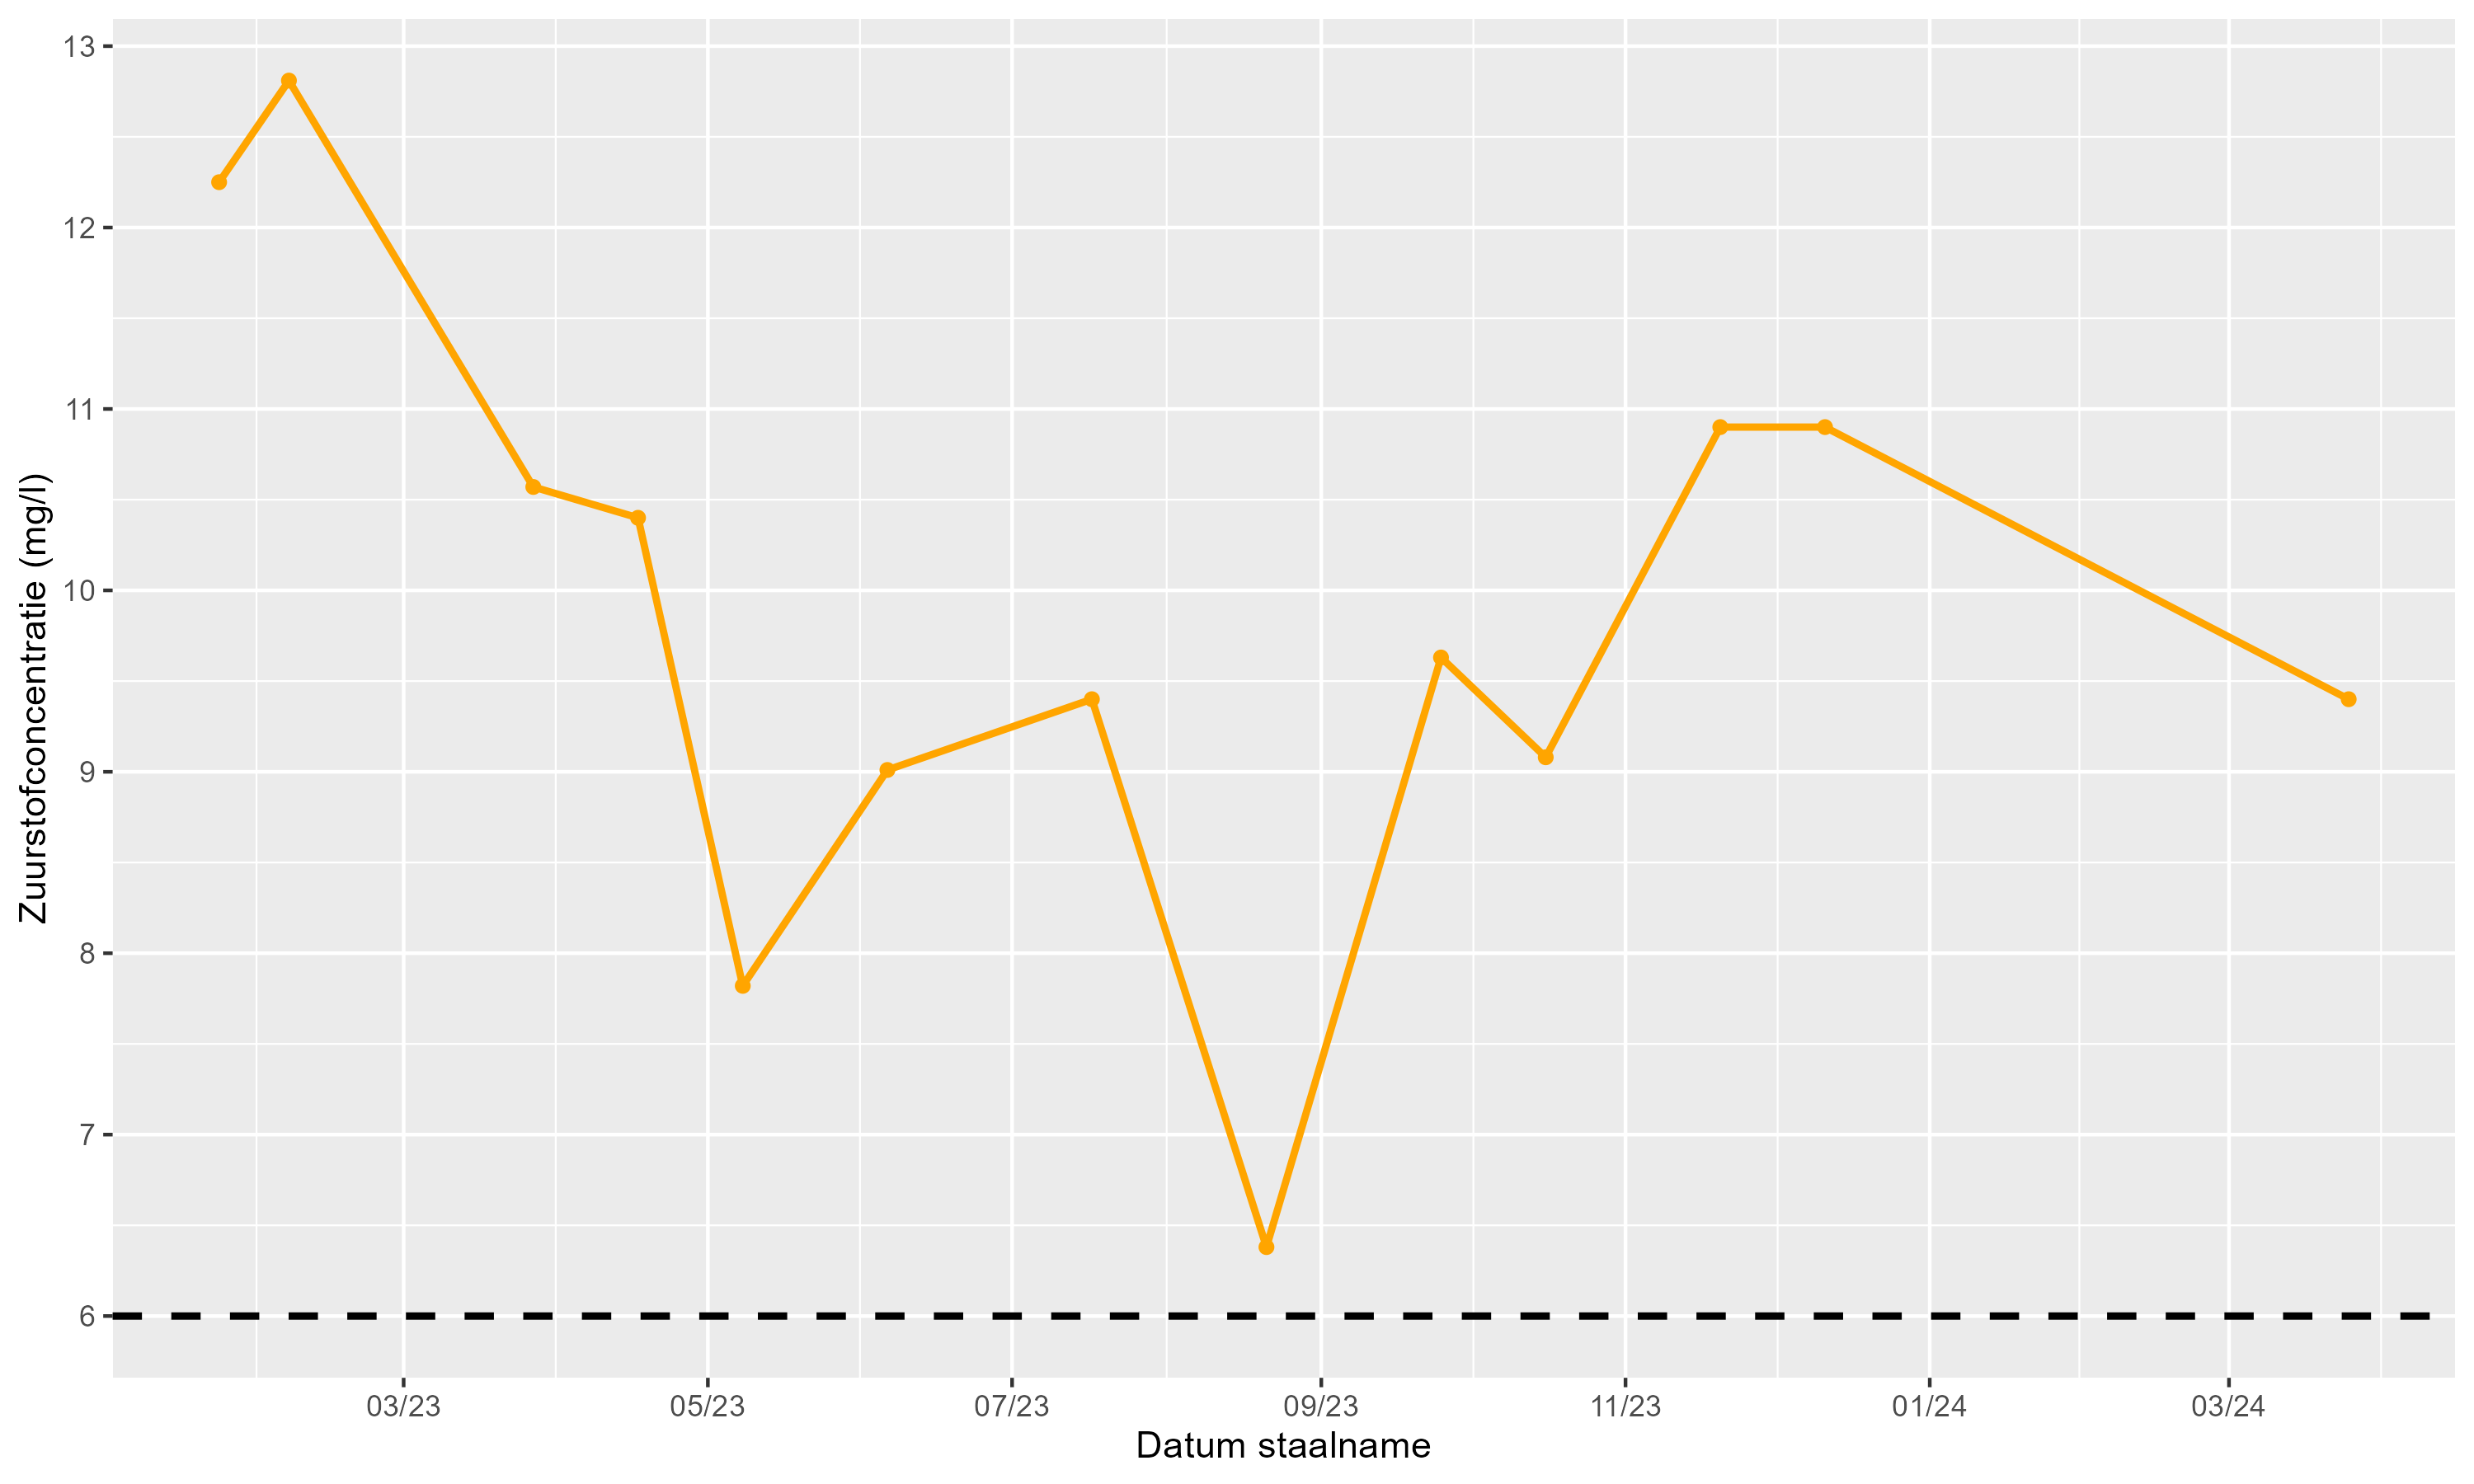 Zuurstofconcentratie (mg/l)
13
12
11
10
9
8
7
6
03/23 05/23 07/23 09/23 11/23 01/24 03/24
Datum staalname